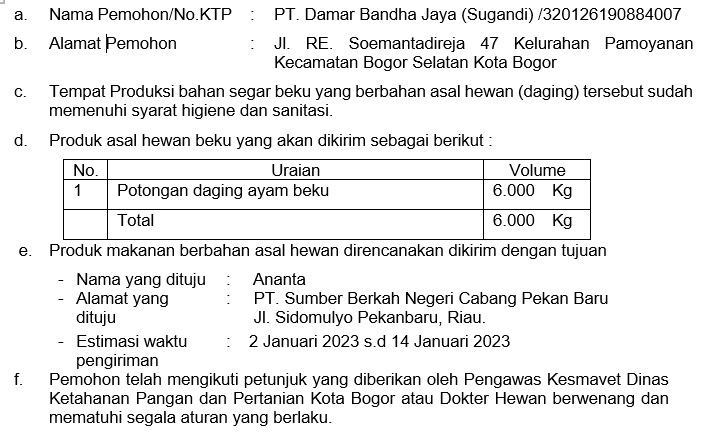 a. Nama Pemohon/No.KTP : PT. Damar Bandha Jaya (Sugandi) /320126190884007
b. Alamat Pemohon : Jl. RE. Soemantadireja 47 Kelurahan Pamoyanan
Kecamatan Bogor Selatan Kota Bogor
c. Tempat Produksi bahan segar beku yang berbahan asal hewan (daging) tersebut sudah
memenuhi syarat higiene dan sanitasi.
d. Produk asal hewan beku yang akan dikirim sebagai berikut :
No. Uraian Volume
1 Potongan daging ayam beku 6.000 Kg
Total 6.000 Kg
e. Produk makanan berbahan asal hewan direncanakan dikirim dengan tujuan
- Nama yang dituju : Ananta
- Alamat yang : PT. Sumber Berkah Negeri Cabang Pekan Baru
dituju Jl. Sidomulyo Pekanbaru, Riau.
- Estimasi waktu : 2 Januari 2023 s.d 14 Januari 2023
pengiriman
f. Pemohon telah mengikuti petunjuk yang diberikan oleh Pengawas Kesmavet Dinas
Ketahanan Pangan dan Pertanian Kota Bogor atau Dokter Hewan berwenang dan
mematuhi segala aturan yang berlaku.